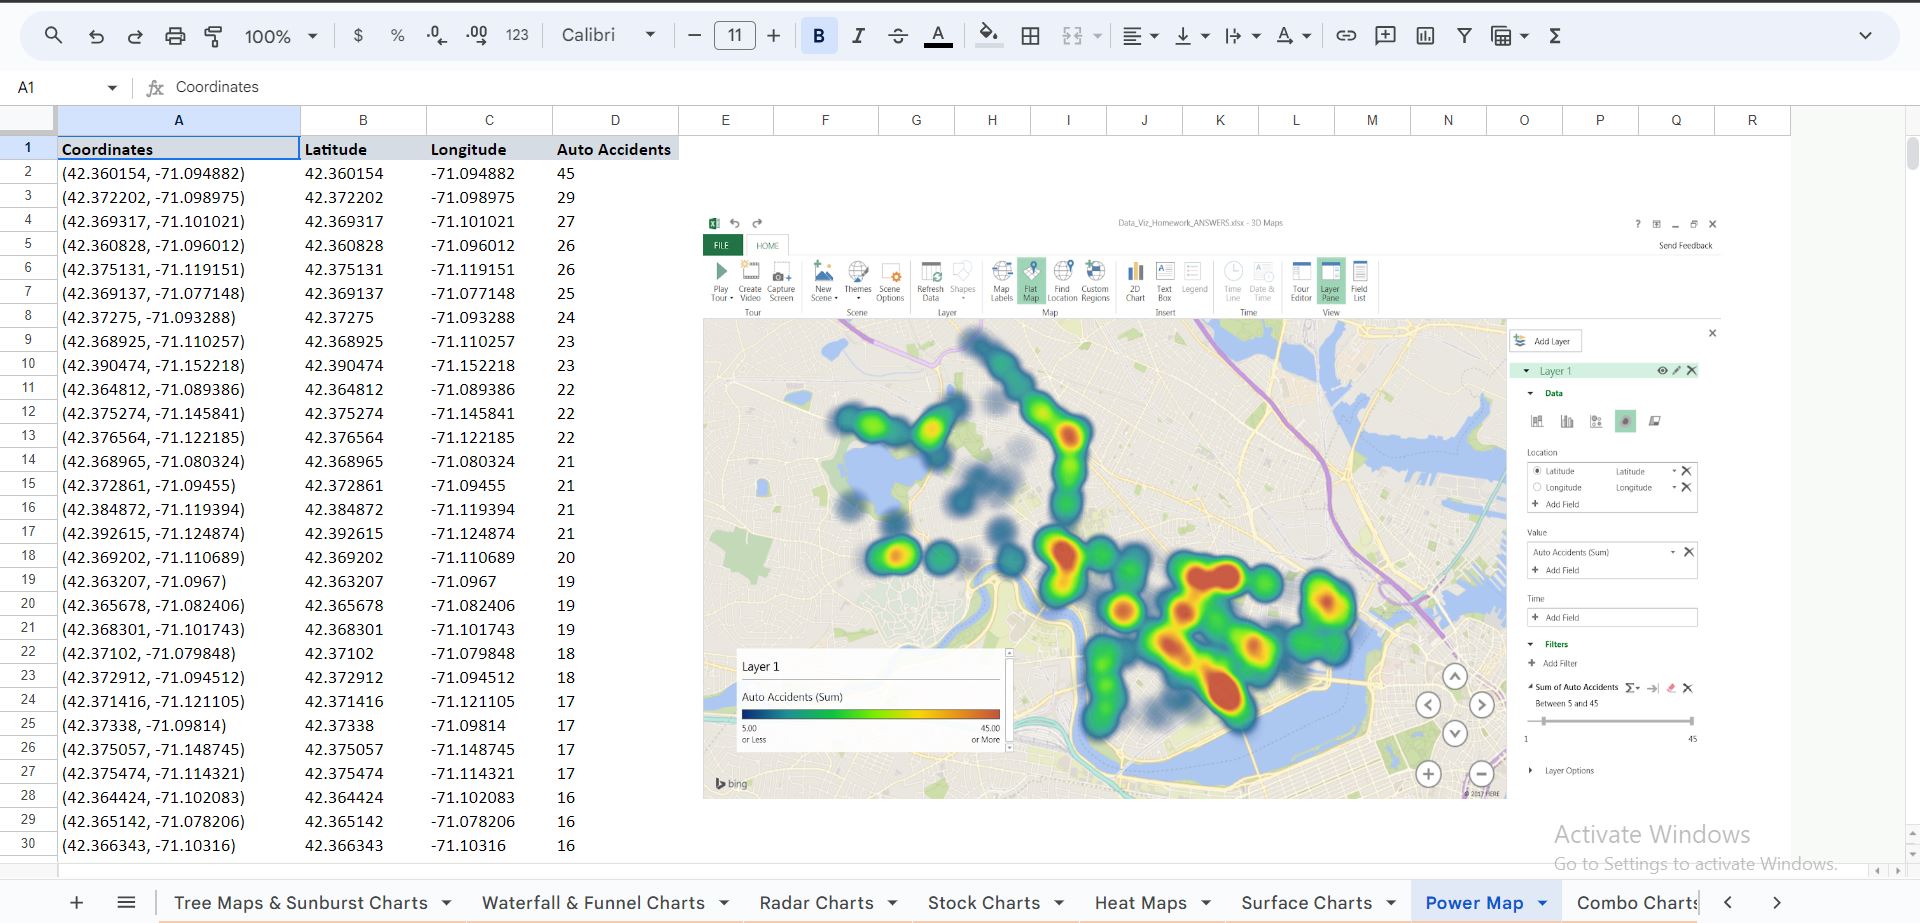 100% $ % .0 .00 123 Calibri 11 B I A
A1 fx Coordinates
A B C D E F G H I J K L M N O P Q R
1 Coordinates Latitude Longitude Auto Accidents
2 (42.360154, -71.094882) 42.360154 -71.094882 45
3 (42.372202, -71.098975) 42.372202 -71.098975 29
4 (42.369317, -71.101021) 42.369317 -71.101021 27
5 (42.360828, -71.096012) 42.360828 -71.096012 26
6 (42.375131, -71.119151) 42.375131 -71.119151 26
7 (42.369137, -71.077148) 42.369137 -71.077148 25
8 (42.37275, -71.093288) 42.37275 -71.093288 24
9 (42.368925, -71.110257) 42.368925 -71.110257 23
10 (42.390474, -71.152218) 42.390474 -71.152218 23
11 (42.364812, -71.089386) 42.364812 -71.089386 22
12 (42.375274, -71.145841) 42.375274 -71.145841 22
13 (42.376564, -71.122185) 42.376564 -71.122185 22
14 (42.368965, -71.080324) 42.368965 -71.080324 21
15 (42.372861, -71.09455) 42.372861 -71.09455 21
16 (42.384872, -71.119394) 42.384872 -71.119394 21
17 (42.392615, -71.124874) 42.392615 -71.124874 21
18 (42.369202, -71.110689) 42.369202 -71.110689 20
19 (42.363207, -71.0967) 42.363207 -71.0967 19
20 (42.365678, -71.082406) 42.365678 -71.082406 19
21 (42.368301, -71.101743) 42.368301 -71.101743 19
22 (42.37102, -71.079848) 42.37102 -71.079848 18
23 (42.372912, -71.094512) 42.372912 -71.094512 18
24 (42.371416, -71.121105) 42.371416 -71.121105 17
25 (42.37338, -71.09814) 42.37338 -71.09814 17
26 (42.375057, -71.148745) 42.375057 -71.148745 17
27 (42.375474, -71.114321) 42.375474 -71.114321 17
28 (42.364424, -71.102083) 42.364424 -71.102083 16
29 (42.365142, -71.078206) 42.365142 -71.078206 16
30 (42.366343, -71.10316) 42.366343 -71.10316 16
Data_Viz_Homework_ANSWERS.xlsx - 3D Maps
FILE HOME Send Feedback
Play Create Capture New Themes Scene Refresh Shapes Map Flat Find Custom 2D Text Legend Time Date & Tour Layer Field
Tour Video Screen Scene Options Data Labels Map Location Regions Chart Box Line Time Editor Pane List
Tour Scene Layer Map Insert Time View
Layer 1
Auto Accidents (Sum)
5.00 45.00
or Less or More
bing
© 2017 HERE
Add Layer
Layer 1
Data
Location
Latitude Latitude
Longitude Longitude
+ Add Field
Value
Auto Accidents (Sum)
+ Add Field
Time
+ Add Field
Filters
+ Add Filter
Sum of Auto Accidents Σ
Between 5 and 45
1 45
Layer Options
Activate Windows
Go to Settings to activate Windows.
Tree Maps & Sunburst Charts Waterfall & Funnel Charts Radar Charts Stock Charts Heat Maps Surface Charts Power Map Combo Charts